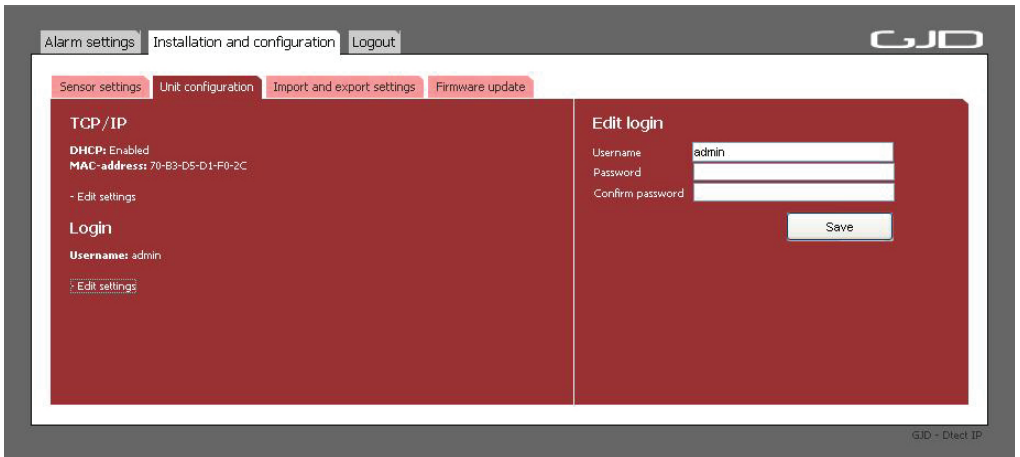 Alarm settings Installation and configuration Logout GJD
Sensor settings Unit configuration Import and export settings Firmware update
TCP/IP
DHCP: Enabled
MAC-address: 70-B3-D5-D1-F0-2C
- Edit settings
Login
Username: admin
- Edit settings
Edit login
Username admin
Password
Confirm password
Save
GJD - Dtect IP